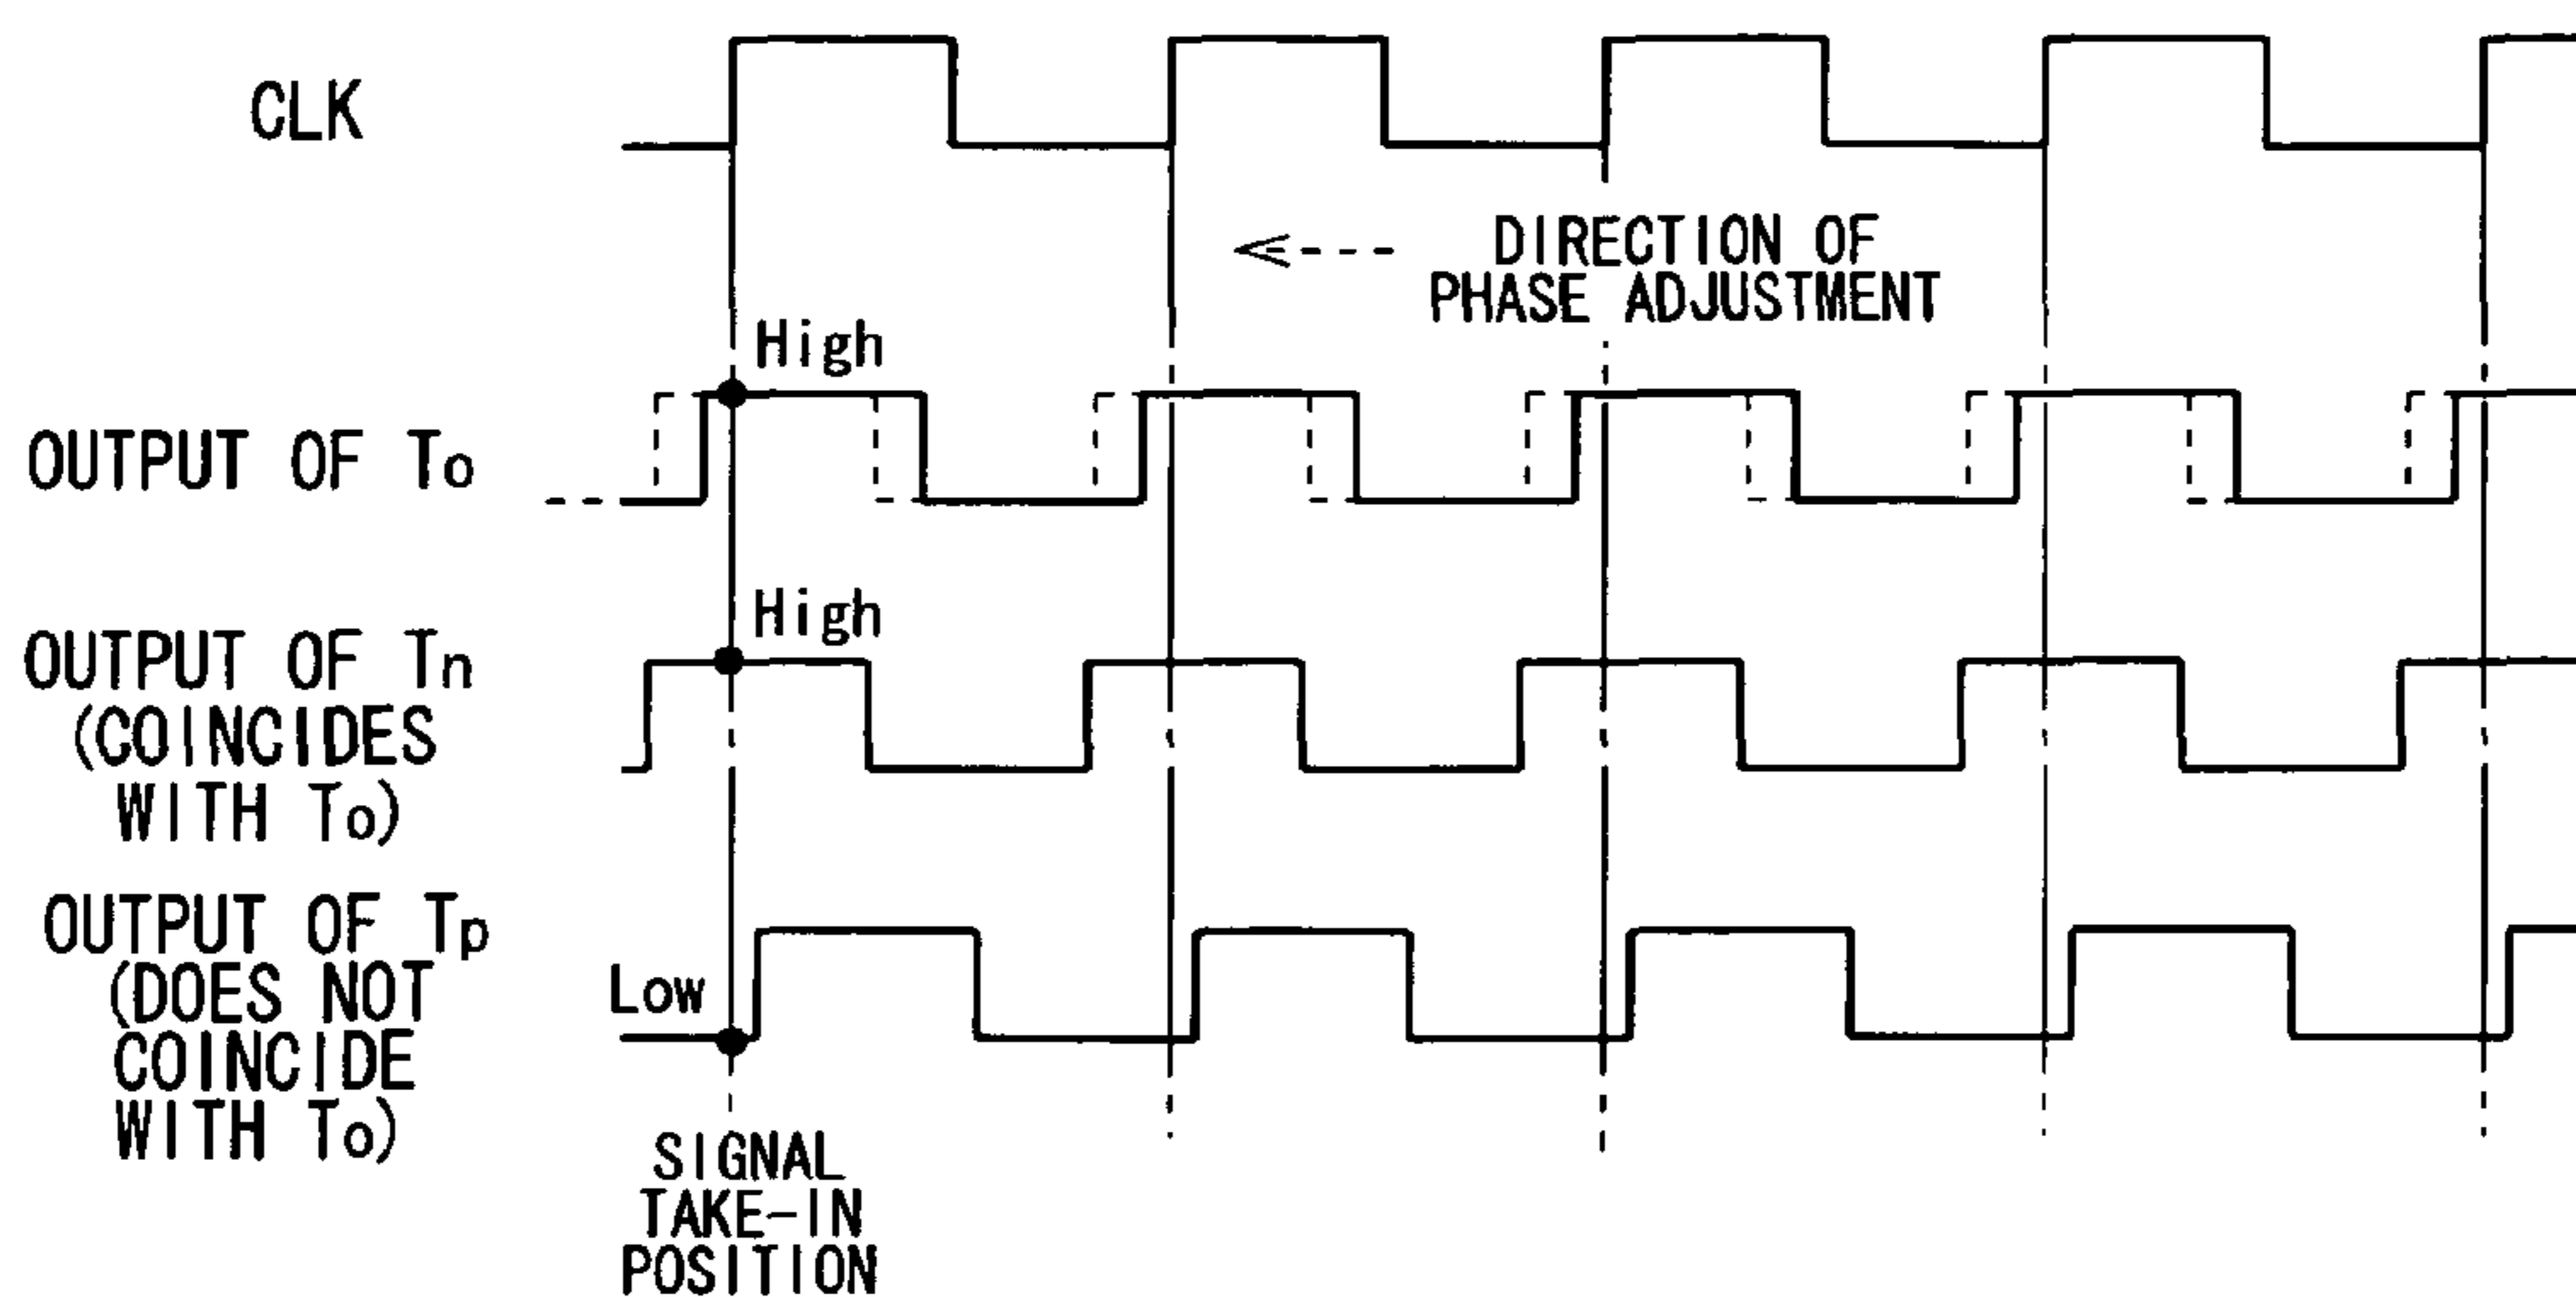 CLK
DIRECTION OF
PHASE ADJUSTMENT
High
OUTPUT OF To
High
OUTPUT OF Tn
(COINCIDES
WITH To)
OUTPUT OF Tp
(DOES NOT
COINCIDE
WITH To)
Low
SIGNAL
TAKE-IN
POSITION